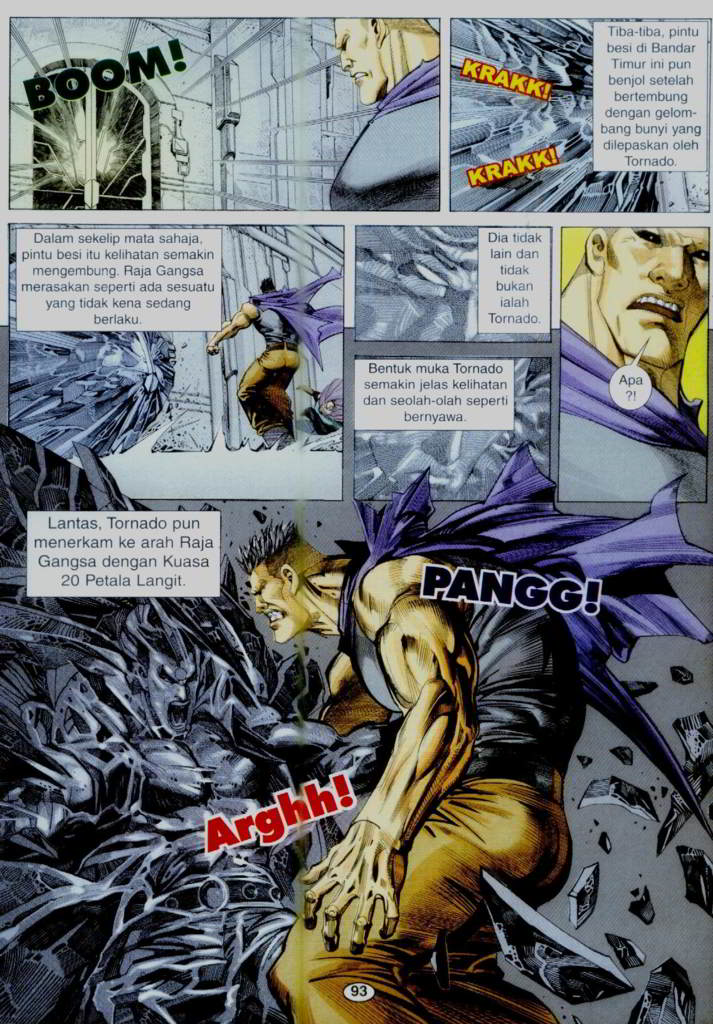 BOOM!
KRAKK!
KRAKK!
Tiba-tiba, pintu
besi di Bandar
Timur ini pun
benjol setelah
bertembung
dengan gelom-
bang bunyi yang
dilepaskan oleh
Tornado.
Dalam sekelip mata sahaja,
pintu besi itu kelihatan semakin
mengembung. Raja Gangsa
merasakan seperti ada sesuatu
yang tidak kena sedang
berlaku.
Dia tidak
lain dan
tidak
bukan
ialah
Tornado.
Bentuk muka Tornado
semakin jelas kelihatan
dan seolah-olah seperti
bernyawa.
Apa
?!
Lantas, Tornado pun
menerkam ke arah Raja
Gangsa dengan Kuasa
20 Petala Langit.
PANGG!
Arghh!
93